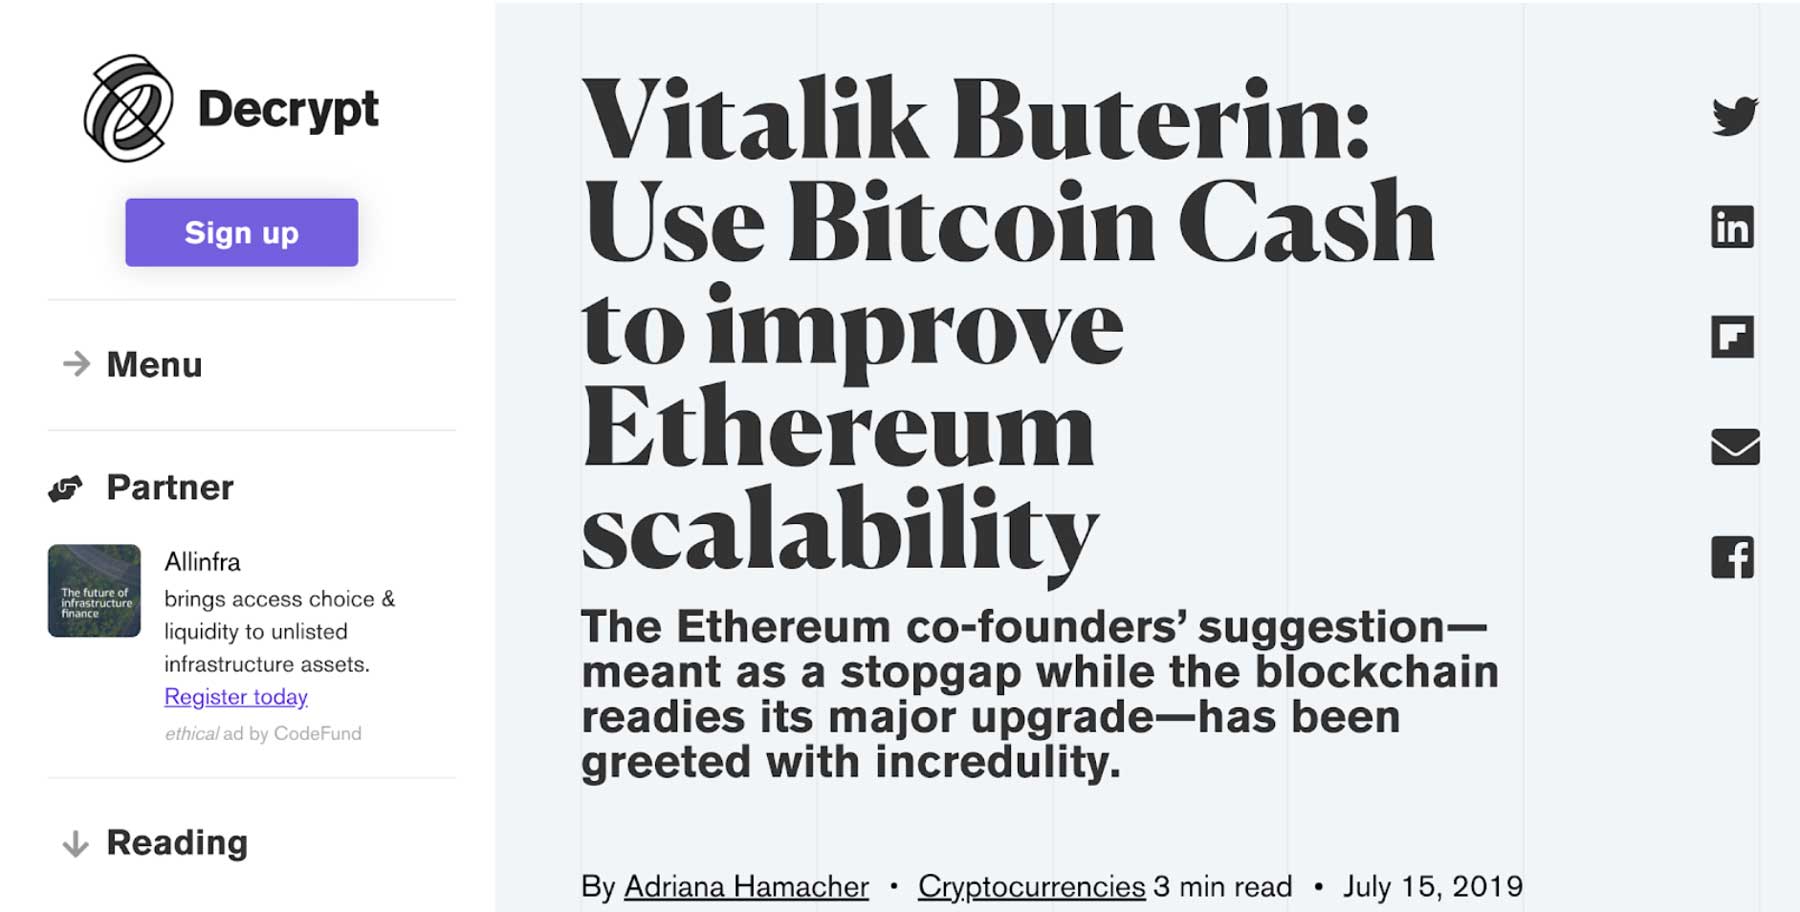 Decrypt
Sign up
Menu
Partner
The future of
infrastructure
finance
Allinfra
brings access choice &
liquidity to unlisted
infrastructure assets.
Register today
ethical ad by CodeFund
Reading
Vitalik Buterin:
Use Bitcoin Cash
to improve
Ethereum
scalability
The Ethereum co-founders’ suggestion—
meant as a stopgap while the blockchain
readies its major upgrade—has been
greeted with incredulity.
By Adriana Hamacher • Cryptocurrencies 3 min read • July 15, 2019